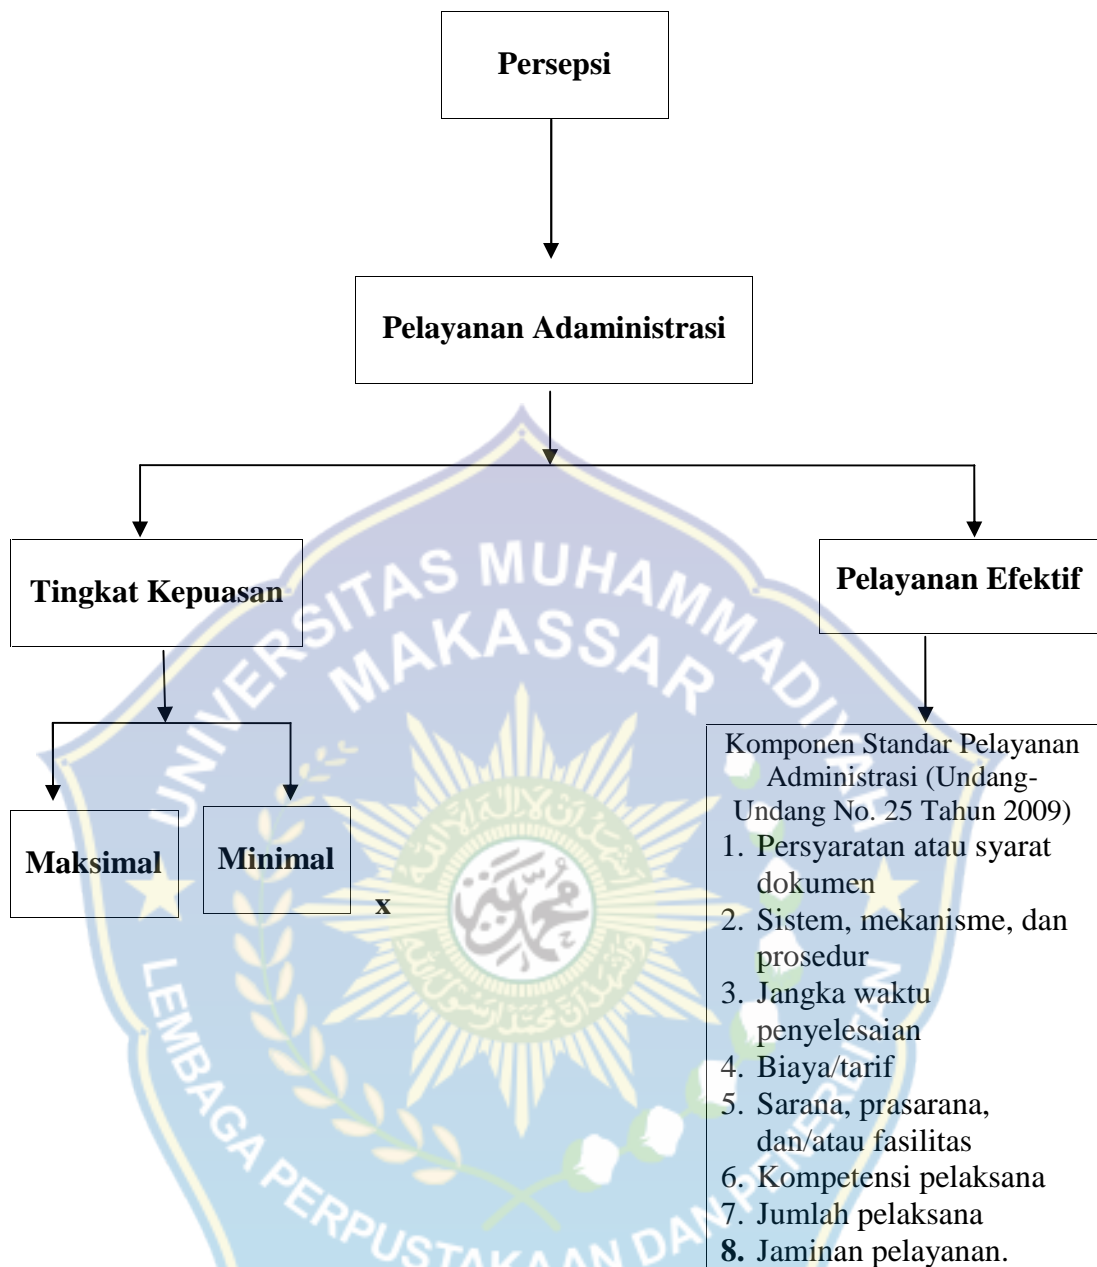 Persepsi
Pelayanan Adaministrasi
Tingkat Kepuasan
Pelayanan Efektif
Maksimal
Minimal
x
Komponen Standar Pelayanan
Administrasi (Undang-
Undang No. 25 Tahun 2009)
1. Persyaratan atau syarat
dokumen
2. Sistem, mekanisme, dan
prosedur
3. Jangka waktu
penyelesaian
4. Biaya/tarif
5. Sarana, prasarana,
dan/atau fasilitas
6. Kompetensi pelaksana
7. Jumlah pelaksana
8. Jaminan pelayanan.
UNIVERSITAS MUHAMMADIYAH
MAKASSAR
LEMBAGA PERPUSTAKAAN DAN PENERBITAN